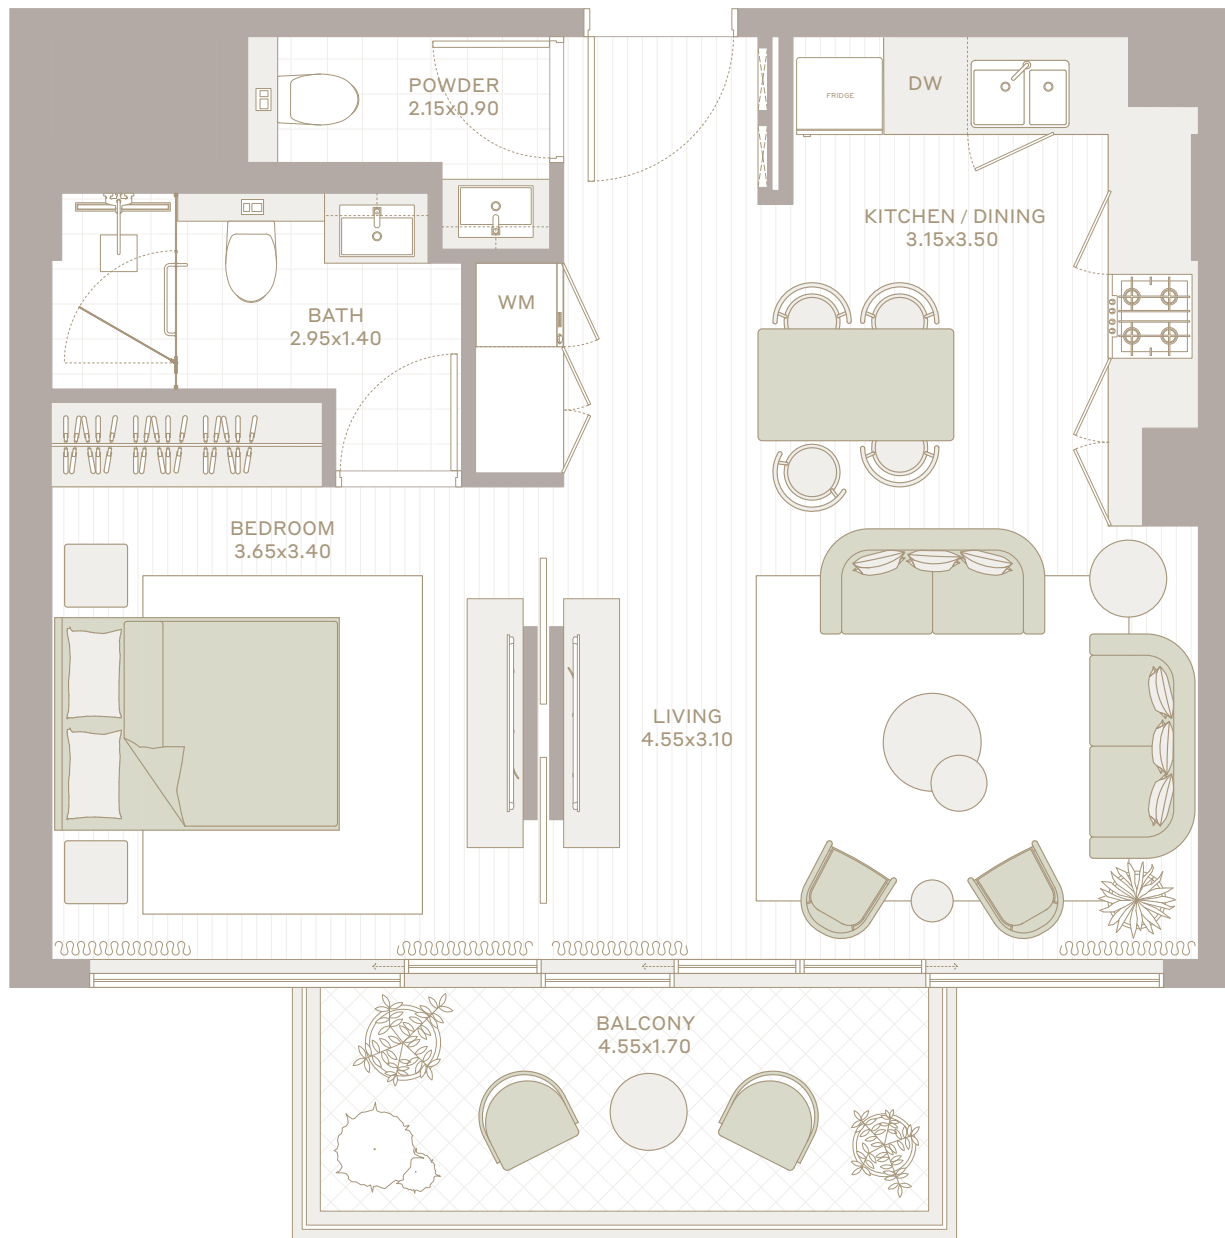 POWDER
2.15x0.90
FRIDGE
DW
KITCHEN / DINING
3.15x3.50
WM
BATH
2.95x1.40
BEDROOM
3.65x3.40
LIVING
4.55x3.10
BALCONY
4.55x1.70